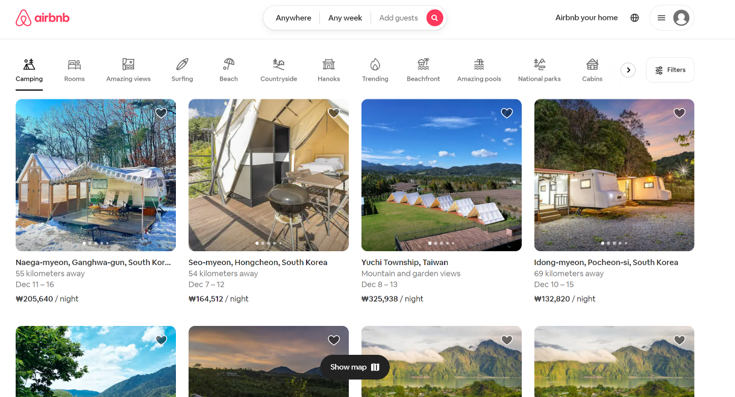 airbnb
Anywhere
Any week
Add guests
Airbnb your home
Camping
Rooms
Amazing views
Surfing
Beach
Countryside
Hanoks
Trending
Beachfront
Amazing pools
National parks
Cabins
Filters
Naega-myeon, Ganghwa-gun, South Kor...
55 kilometers away
Dec 11 – 16
₩205,640 / night
Seo-myeon, Hongcheon, South Korea
54 kilometers away
Dec 7 – 12
₩164,512 / night
Yuchi Township, Taiwan
Mountain and garden views
Dec 8 – 13
₩325,938 / night
Idong-myeon, Pocheon-si, South Korea
69 kilometers away
Dec 10 – 15
₩132,820 / night
Show map